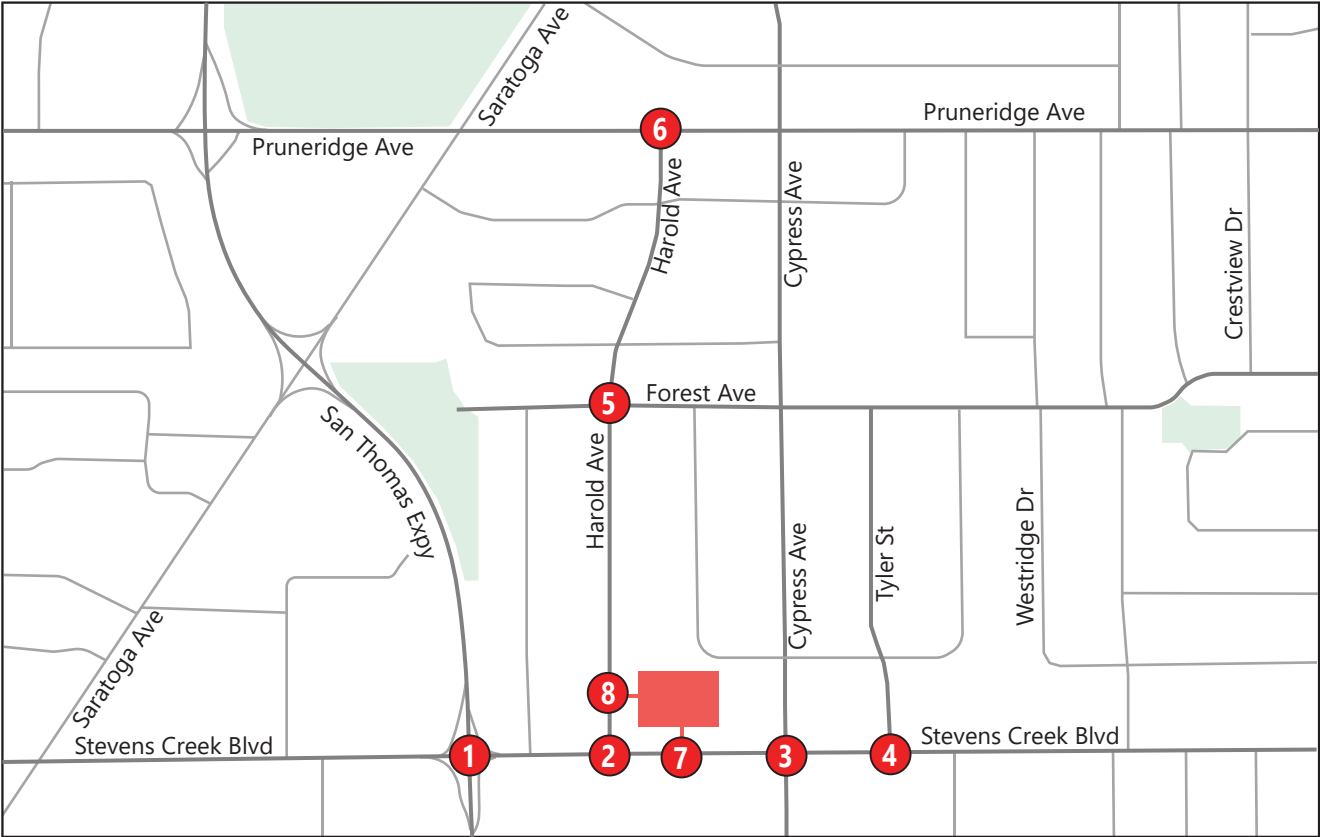 Saratoga Ave
Pruneridge Ave
6
Pruneridge Ave
Harold Ave
Cypress Ave
Crestview Dr
5
Forest Ave
San Thomas Expy
Harold Ave
Cypress Ave
Tyler St
Westridge Dr
Saratoga Ave
8
Stevens Creek Blvd
1
2
7
3
4
Stevens Creek Blvd